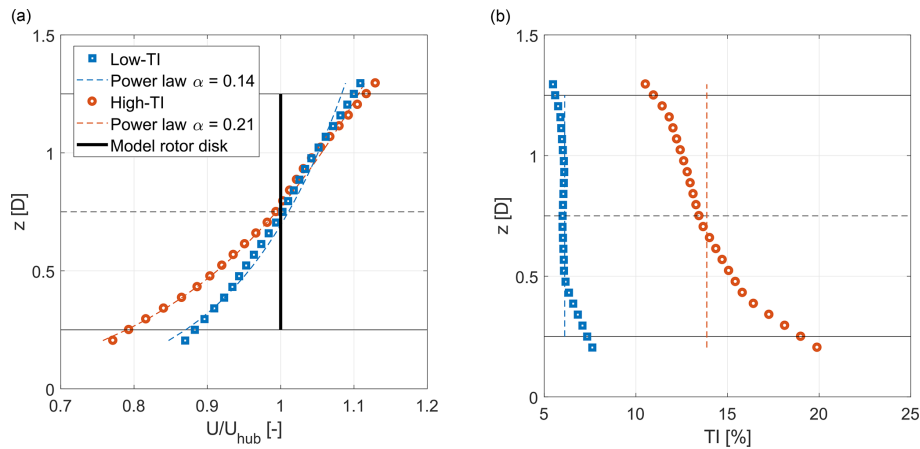 (a)
1.5
1
0.5
0
z [D]
Low-TI
Power law α = 0.14
High-TI
Power law α = 0.21
Model rotor disk
0.7 0.8 0.9 1 1.1 1.2
U/U_hub [-]
(b)
1.5
1
0.5
0
z [D]
5 10 15 20 25
TI [%]